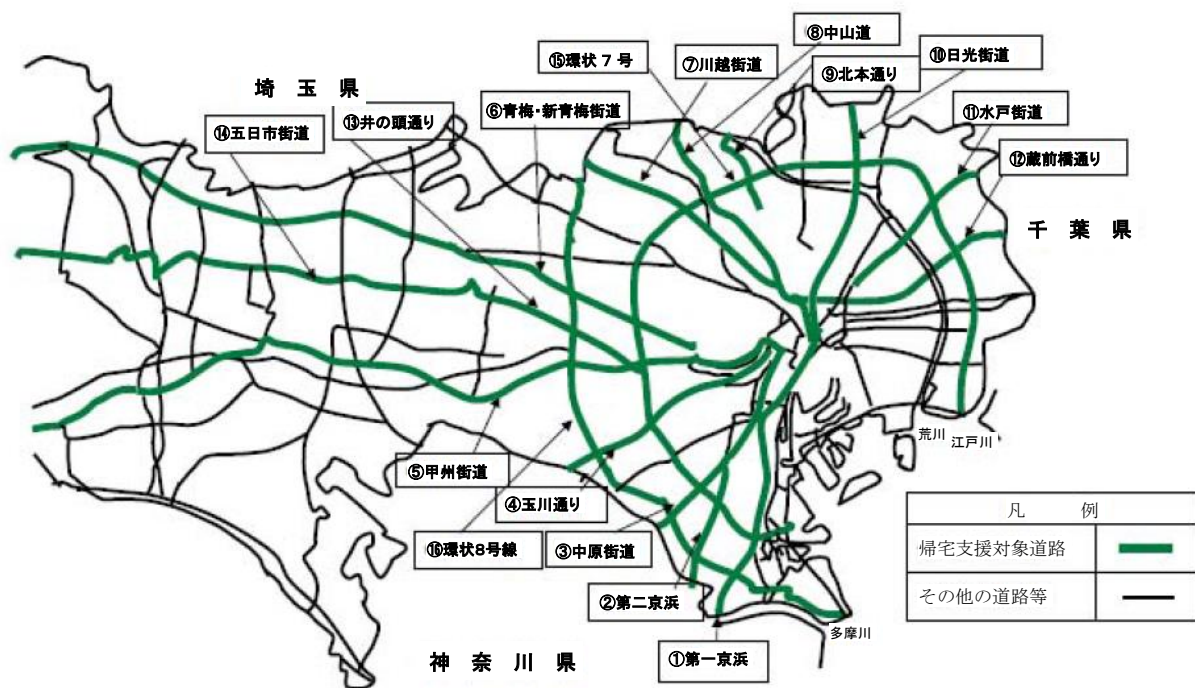 ⑧中山道
⑮環状７号
⑦川越街道
⑨北本通り
⑩日光街道
埼玉県
⑬井の頭通り
⑥青梅・新青梅街道
⑪水戸街道
⑭五日市街道
⑫蔵前橋通り
千葉県
荒川
江戸川
⑤甲州街道
④玉川通り
⑯環状8号線
③中原街道
②第二京浜
①第一京浜
多摩川
神奈川県
凡例
帰宅支援対象道路
その他の道路等